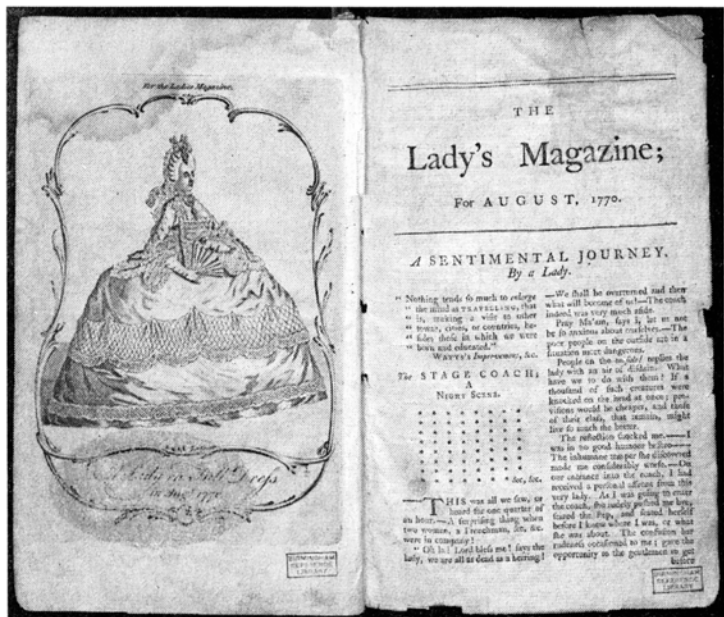 For the Ladies Magazine.
A Lady in full Dress
in Aug.t 1770.
BIRMINGHAM
REFERENCE
LIBRARY
THE
Lady's Magazine;
For AUGUST, 1770.
A SENTIMENTAL JOURNEY.
By a Lady.
" Nothing tends so much to enlarge
" the mind as TRAVELLING, that
" is, making a visit to other
" towns, cities, or countries, be-
" sides those in which we were
" born and educated."
WATTS's Improvement, &c.
The STAGE COACH;
A
NIGHT SCENE.
* * * * * * *
* * * * * * *
* * * * * * *
* * * * * * *
* * * * * * *
* * * * * * *
* * * * * * *
* &c, &c.
—THIS was all we saw, or
heard for one quarter of
an hour.—A surprising thing when
two women, a Frenchman, &c, &c.
were in company!
" Oh la! Lord bless me! says the
lady, we are all as dead as a herring!
—We shall be overturned and then
what will become of us!—The coach
indeed was very much aside.
Pray Ma'am, says I, let us not
be so anxious about ourselves.—The
poor people on the outside are in a
situation more dangerous.
People on the outside! replies the
lady with an air of disdain. What
have we to do with them? If a
thousand of such creatures were
knocked on the head at once; pro-
visions would be cheaper, and those
of their class, that remain, might
live so much the better.
The reflection shocked me.—I
was in no good humour before—
The inhumane temper she discovered
made me considerably worse.—On
our entrance into the coach, I had
received a personal affront from this
very lady. As I was going to enter
the coach, she rudely pushed me by,
seized the step, and seated herself
before I knew where I was, or what
she was about. The confusion her
rudeness occasioned to me; gave the
opportunity to the gentlemen to get
before
BIRMINGHAM
REFERENCE
LIBRARY